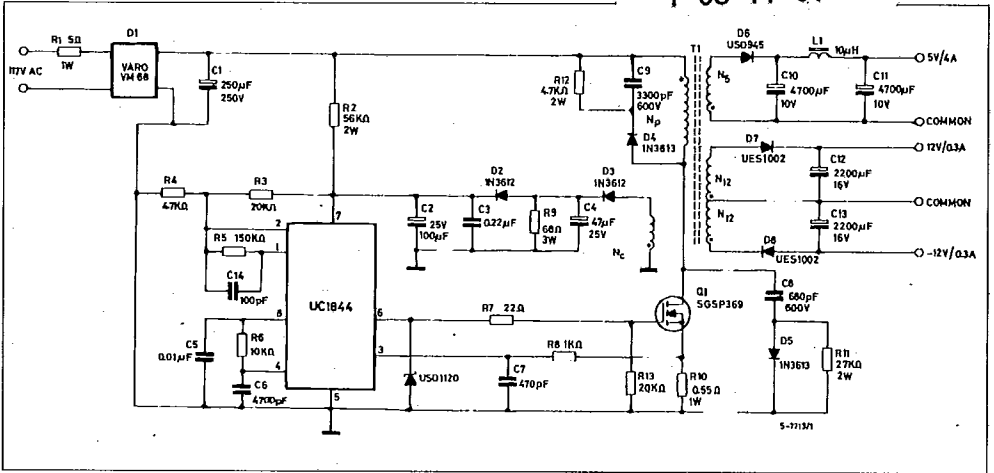 R1 5Ω
1W
117V AC
D1
VARO
VM 68
C1
250µF
250V
R2
56KΩ
2W
R12
4.7KΩ
2W
C9
3300pF
600V
Np
D4
1N3613
T1
N5
D6
USD945
L1
10µH
C10
4700µF
10V
C11
4700µF
10V
5V/4A
COMMON
D7
UES1002
N12
N12
C12
2200µF
16V
C13
2200µF
16V
12V/0.3A
COMMON
-12V/0.3A
D8
UES1002
R4
4.7KΩ
R3
20KΩ
D2
1N3612
D3
1N3612
C2
25V
100µF
C3
0.22µF
R9
68Ω
3W
C4
47µF
25V
Nc
7
2
R5 150KΩ
1
C14
100pF
UC1844
8
6
R7 22Ω
Q1
SGSP369
C8
680pF
600V
C5
0.01µF
R6
10KΩ
4
C6
4700pF
3
R8 1KΩ
USD1120
C7
470pF
R13
20KΩ
R10
0.55Ω
1W
D5
1N3613
R11
2.7KΩ
2W
5
5-7713/1